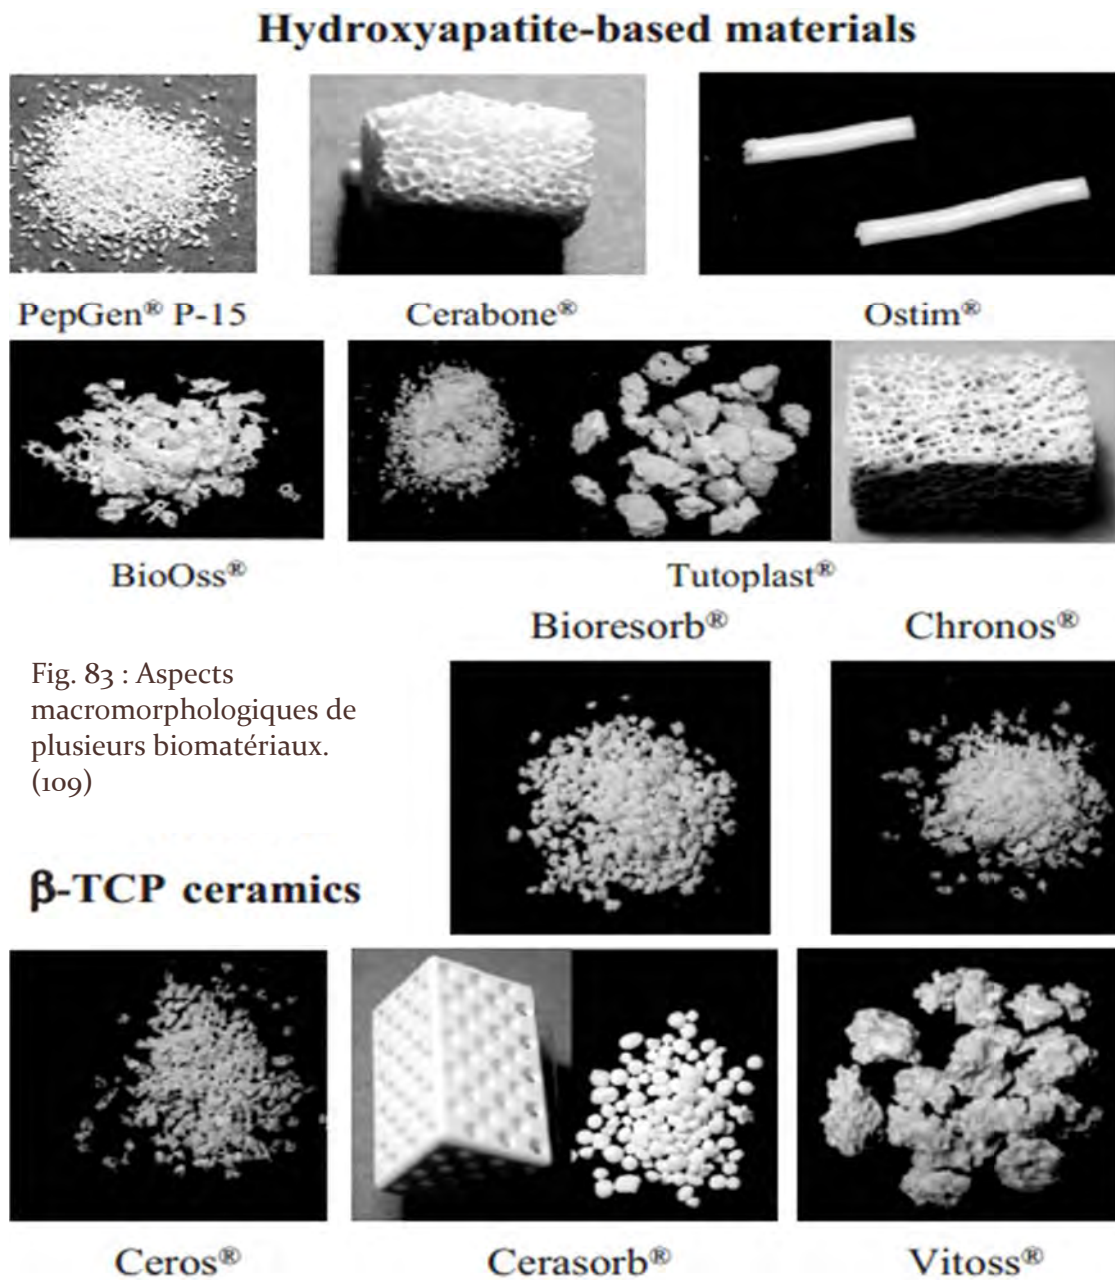 Hydroxyapatite-based materials
PepGen® P-15
Cerabone®
Ostim®
BioOss®
Tutoplast®
Bioresorb®
Chronos®
Fig. 83 : Aspects
macromorphologiques de
plusieurs biomatériaux.
(109)
β-TCP ceramics
Ceros®
Cerasorb®
Vitoss®